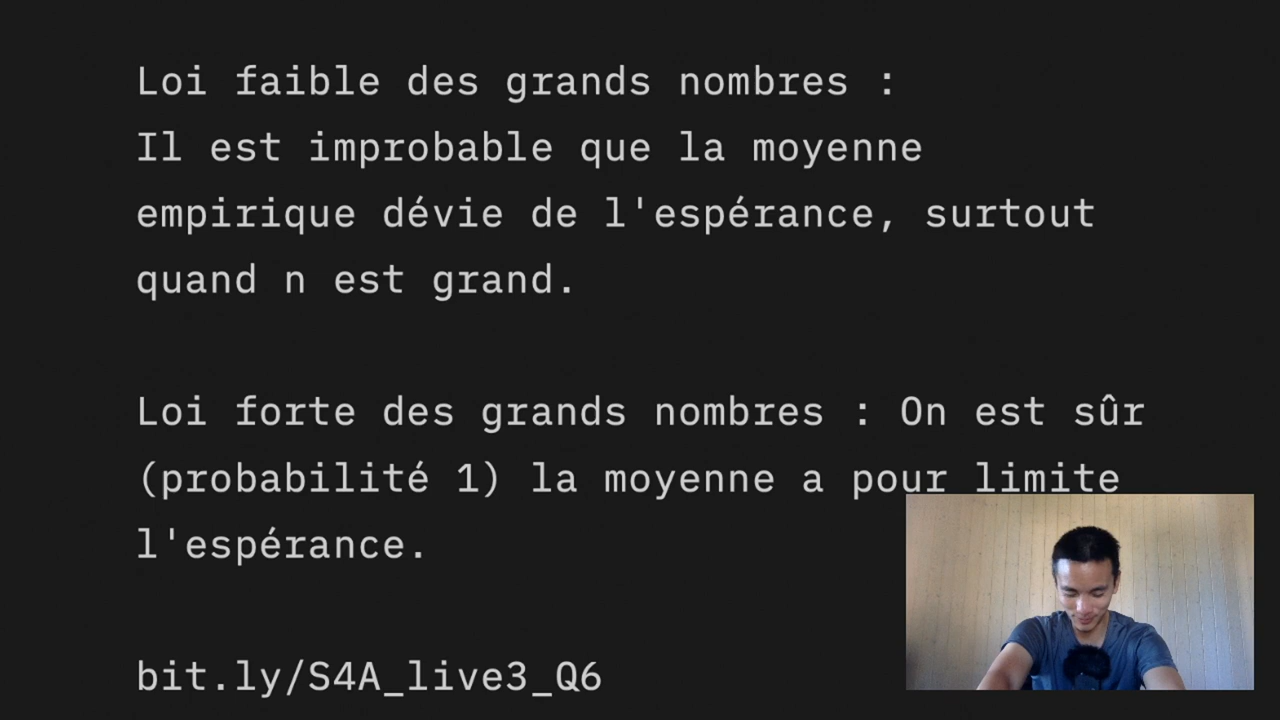 Loi faible des grands nombres :
Il est improbable que la moyenne
empirique dévie de l'espérance, surtout
quand n est grand.
Loi forte des grands nombres : On est sûr
(probabilité 1) la moyenne a pour limite
l'espérance.
bit.ly/S4A_live3_Q6